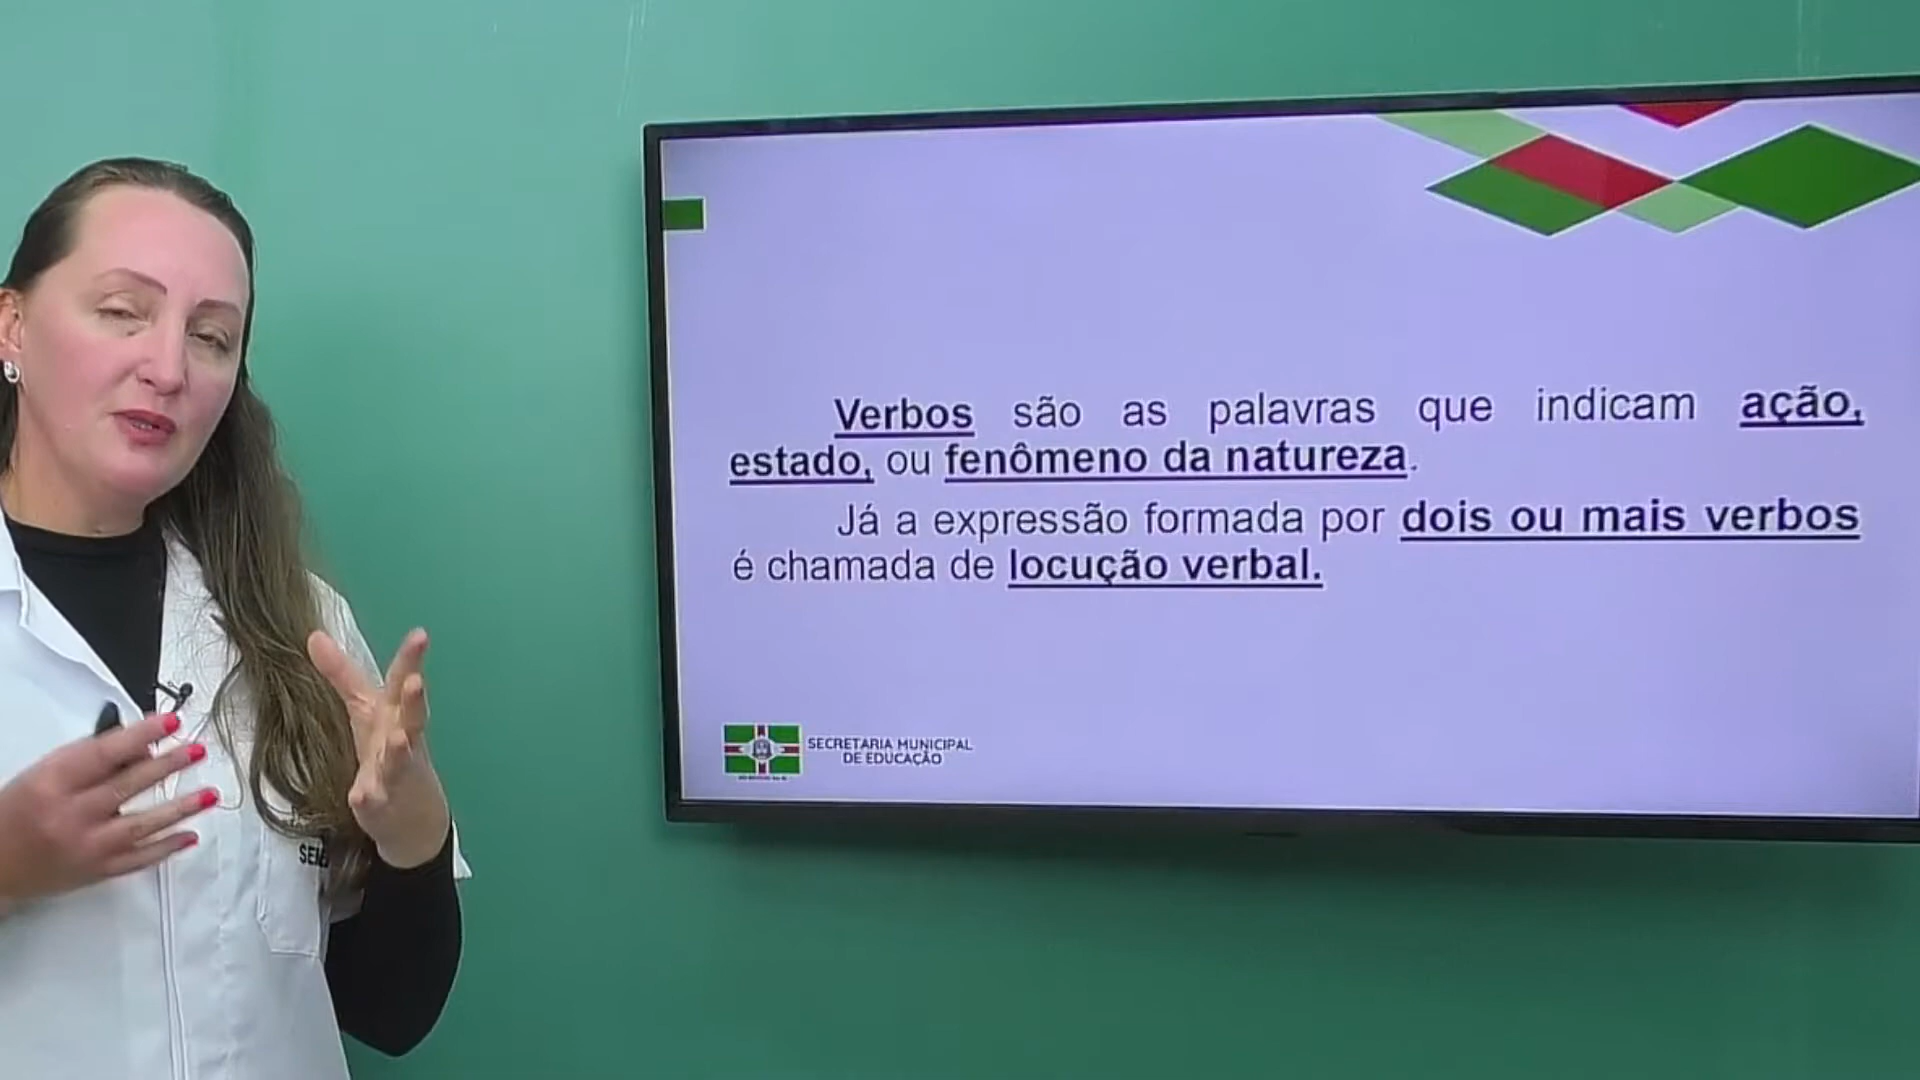 Verbos são as palavras que indicam ação,
estado, ou fenômeno da natureza.
Já a expressão formada por dois ou mais verbos
é chamada de locução verbal.
SECRETARIA MUNICIPAL
DE EDUCAÇÃO